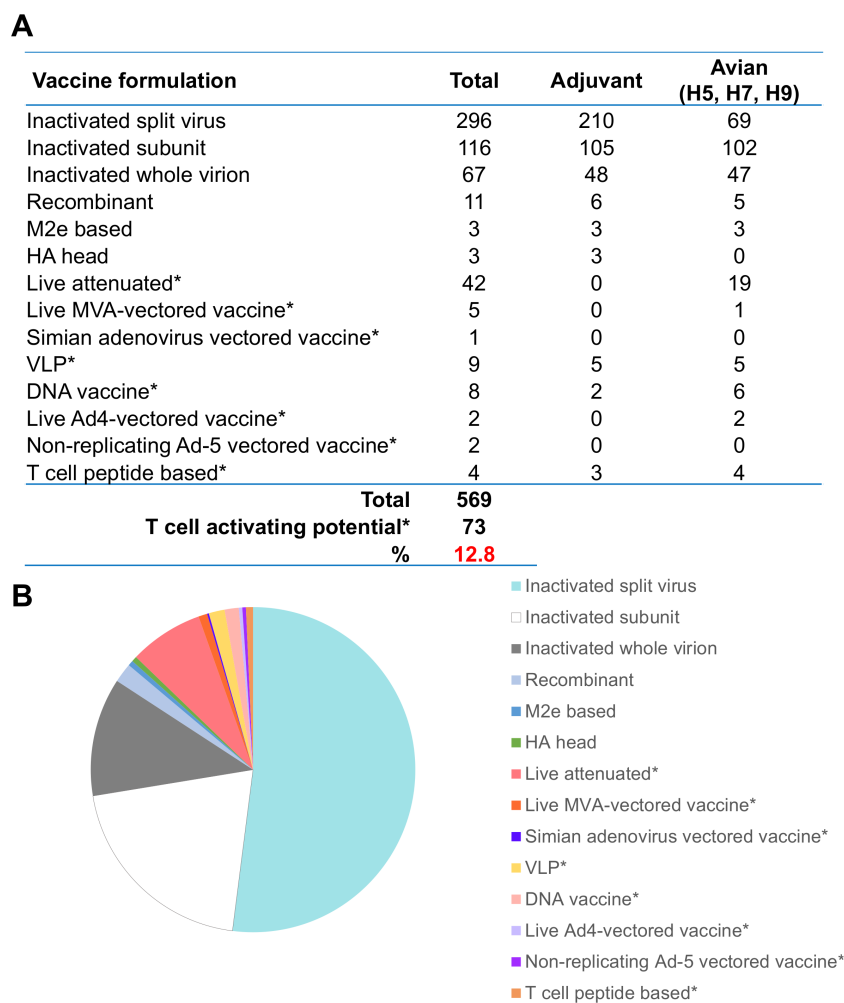 A
Vaccine formulation Total Adjuvant Avian (H5, H7, H9)
Inactivated split virus 296 210 69
Inactivated subunit 116 105 102
Inactivated whole virion 67 48 47
Recombinant 11 6 5
M2e based 3 3 3
HA head 3 3 0
Live attenuated* 42 0 19
Live MVA-vectored vaccine* 5 0 1
Simian adenovirus vectored vaccine* 1 0 0
VLP* 9 5 5
DNA vaccine* 8 2 6
Live Ad4-vectored vaccine* 2 0 2
Non-replicating Ad-5 vectored vaccine* 2 0 0
T cell peptide based* 4 3 4
Total 569
T cell activating potential* 73
% 12.8
B
Inactivated split virus
Inactivated subunit
Inactivated whole virion
Recombinant
M2e based
HA head
Live attenuated*
Live MVA-vectored vaccine*
Simian adenovirus vectored vaccine*
VLP*
DNA vaccine*
Live Ad4-vectored vaccine*
Non-replicating Ad-5 vectored vaccine*
T cell peptide based*